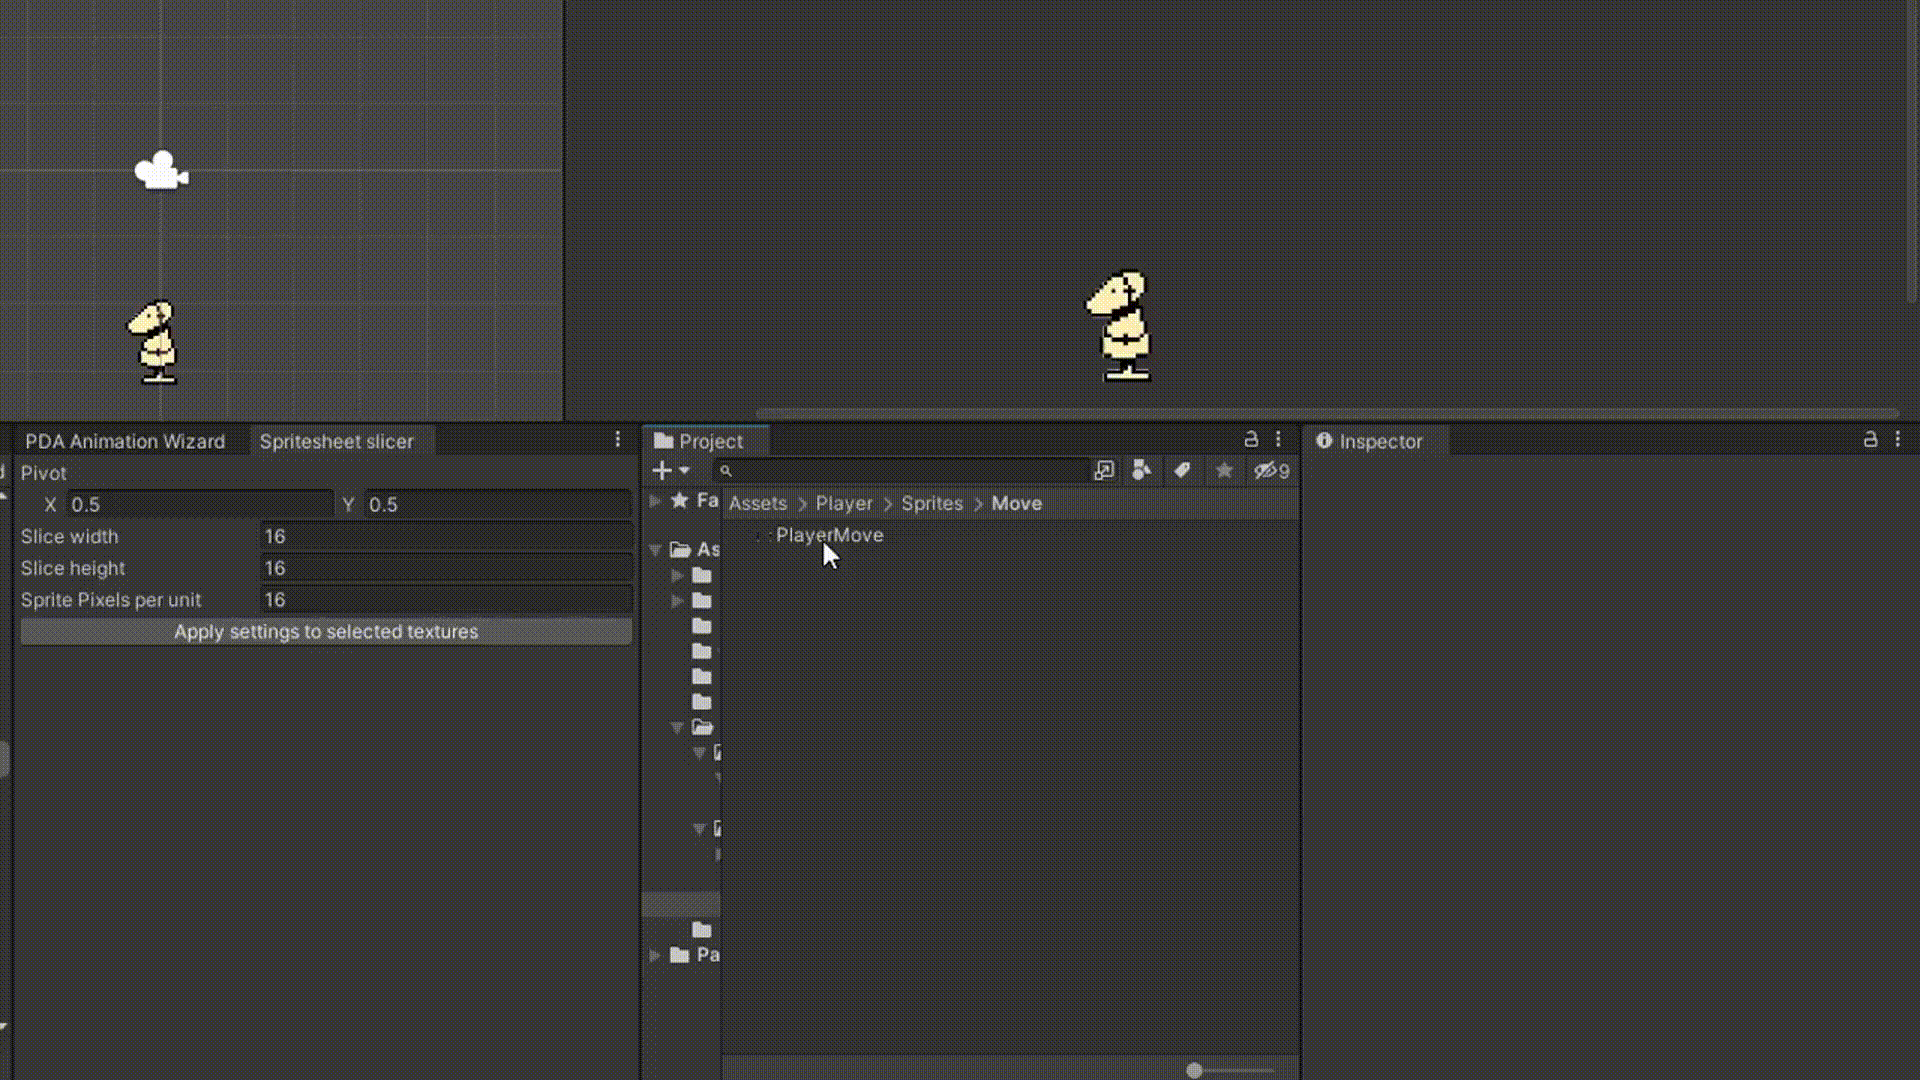 PDA Animation Wizard
Spritesheet slicer
Pivot
X 0.5 Y 0.5
Slice width 16
Slice height 16
Sprite Pixels per unit 16
Apply settings to selected textures
Project
9
Fa
As
Pa
Assets > Player > Sprites > Move
PlayerMove
Inspector